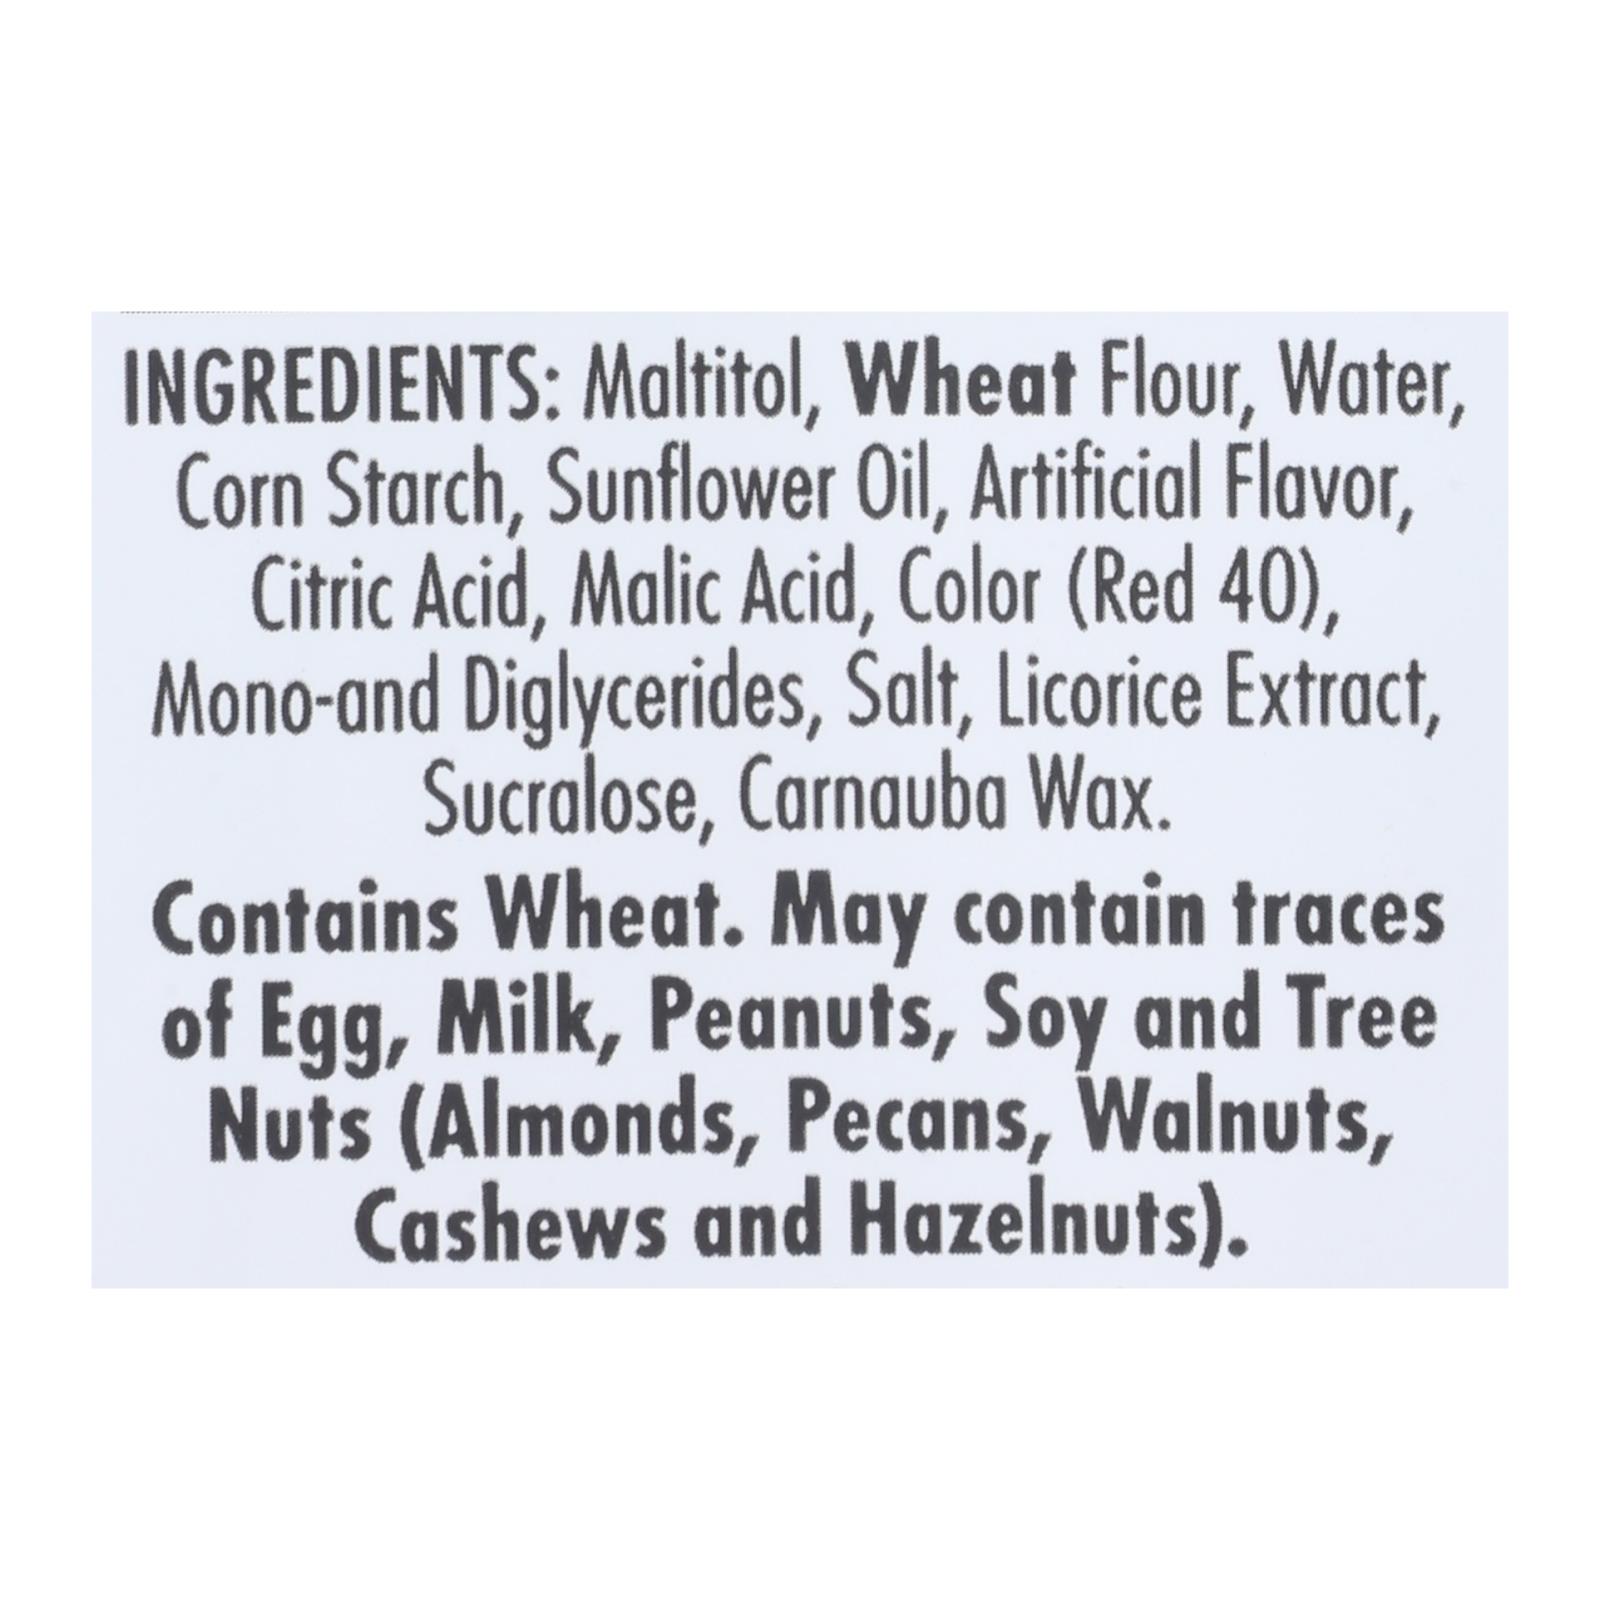 INGREDIENTS: Maltitol, Wheat Flour, Water,
Corn Starch, Sunflower Oil, Artificial Flavor,
Citric Acid, Malic Acid, Color (Red 40),
Mono-and Diglycerides, Salt, Licorice Extract,
Sucralose, Carnauba Wax.
Contains Wheat. May contain traces
of Egg, Milk, Peanuts, Soy and Tree
Nuts (Almonds, Pecans, Walnuts,
Cashews and Hazelnuts).